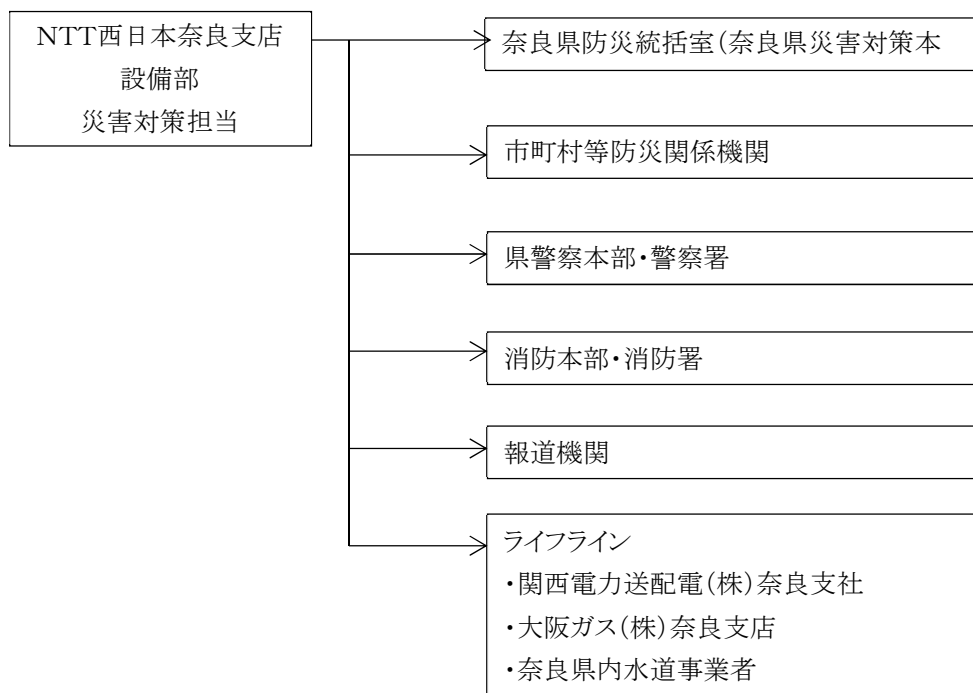 NTT西日本奈良支店
設備部
災害対策担当
奈良県防災統括室(奈良県災害対策本
市町村等防災関係機関
県警察本部・警察署
消防本部・消防署
報道機関
ライフライン
・関西電力送配電(株)奈良支社
・大阪ガス(株)奈良支店
・奈良県内水道事業者